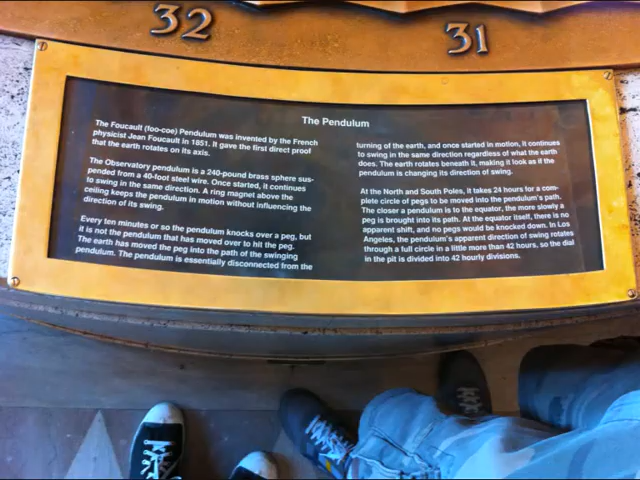 32
31
The Pendulum
The Foucault (foo-coe) Pendulum was invented by the French
physicist Jean Foucault in 1851. It gave the first direct proof
that the earth rotates on its axis.
The Observatory pendulum is a 240-pound brass sphere sus-
pended from a 40-foot steel wire. Once started, it continues
to swing in the same direction. A ring magnet above the
ceiling keeps the pendulum in motion without influencing the
direction of its swing.
Every ten minutes or so the pendulum knocks over a peg, but
it is not the pendulum that has moved over to hit the peg.
The earth has moved the peg into the path of the swinging
pendulum. The pendulum is essentially disconnected from the
turning of the earth, and once started in motion, it continues
to swing in the same direction regardless of what the earth
does. The earth rotates beneath it, making it look as if the
pendulum is changing its direction of swing.
At the North and South Poles, it takes 24 hours for a com-
plete circle of pegs to be moved into the pendulum's path.
The closer a pendulum is to the equator, the more slowly a
peg is brought into its path. At the equator itself, there is no
apparent shift, and no pegs would be knocked down. In Los
Angeles, the pendulum's apparent direction of swing rotates
through a full circle in a little more than 42 hours, so the dial
in the pit is divided into 42 hourly divisions.